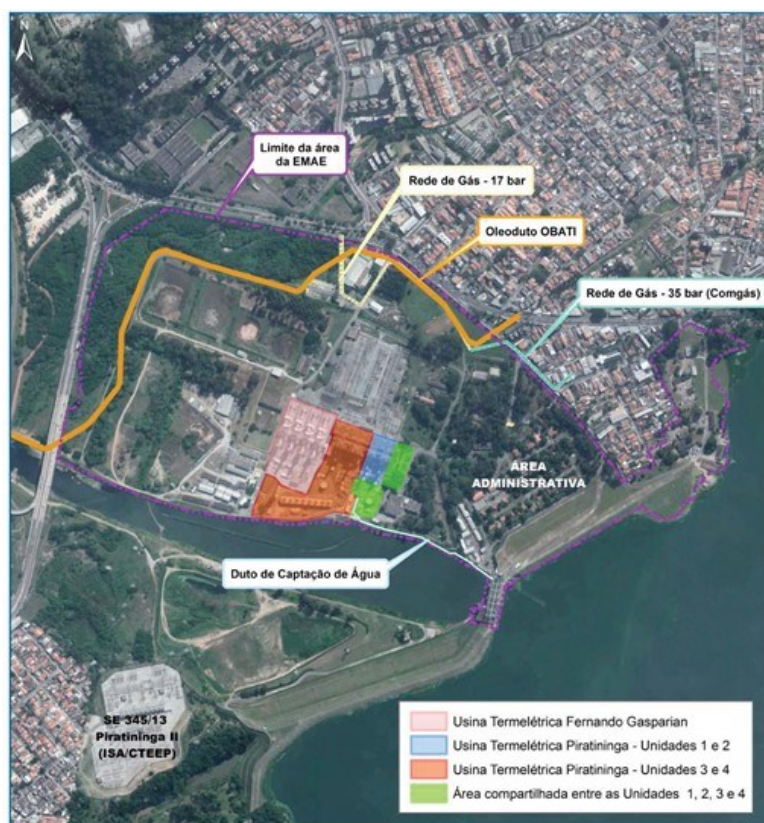 N
Limite da área
da EMAE
Rede de Gás - 17 bar
Oleoduto OBATI
Rede de Gás - 35 bar (Comgás)
ÁREA
ADMINISTRATIVA
Duto de Captação de Água
SE 345/13
Piratininga II
(ISA/CTEEP)
Usina Termelétrica Fernando Gasparian
Usina Termelétrica Piratininga - Unidades 1 e 2
Usina Termelétrica Piratininga - Unidades 3 e 4
Área compartilhada entre as Unidades 1, 2, 3 e 4